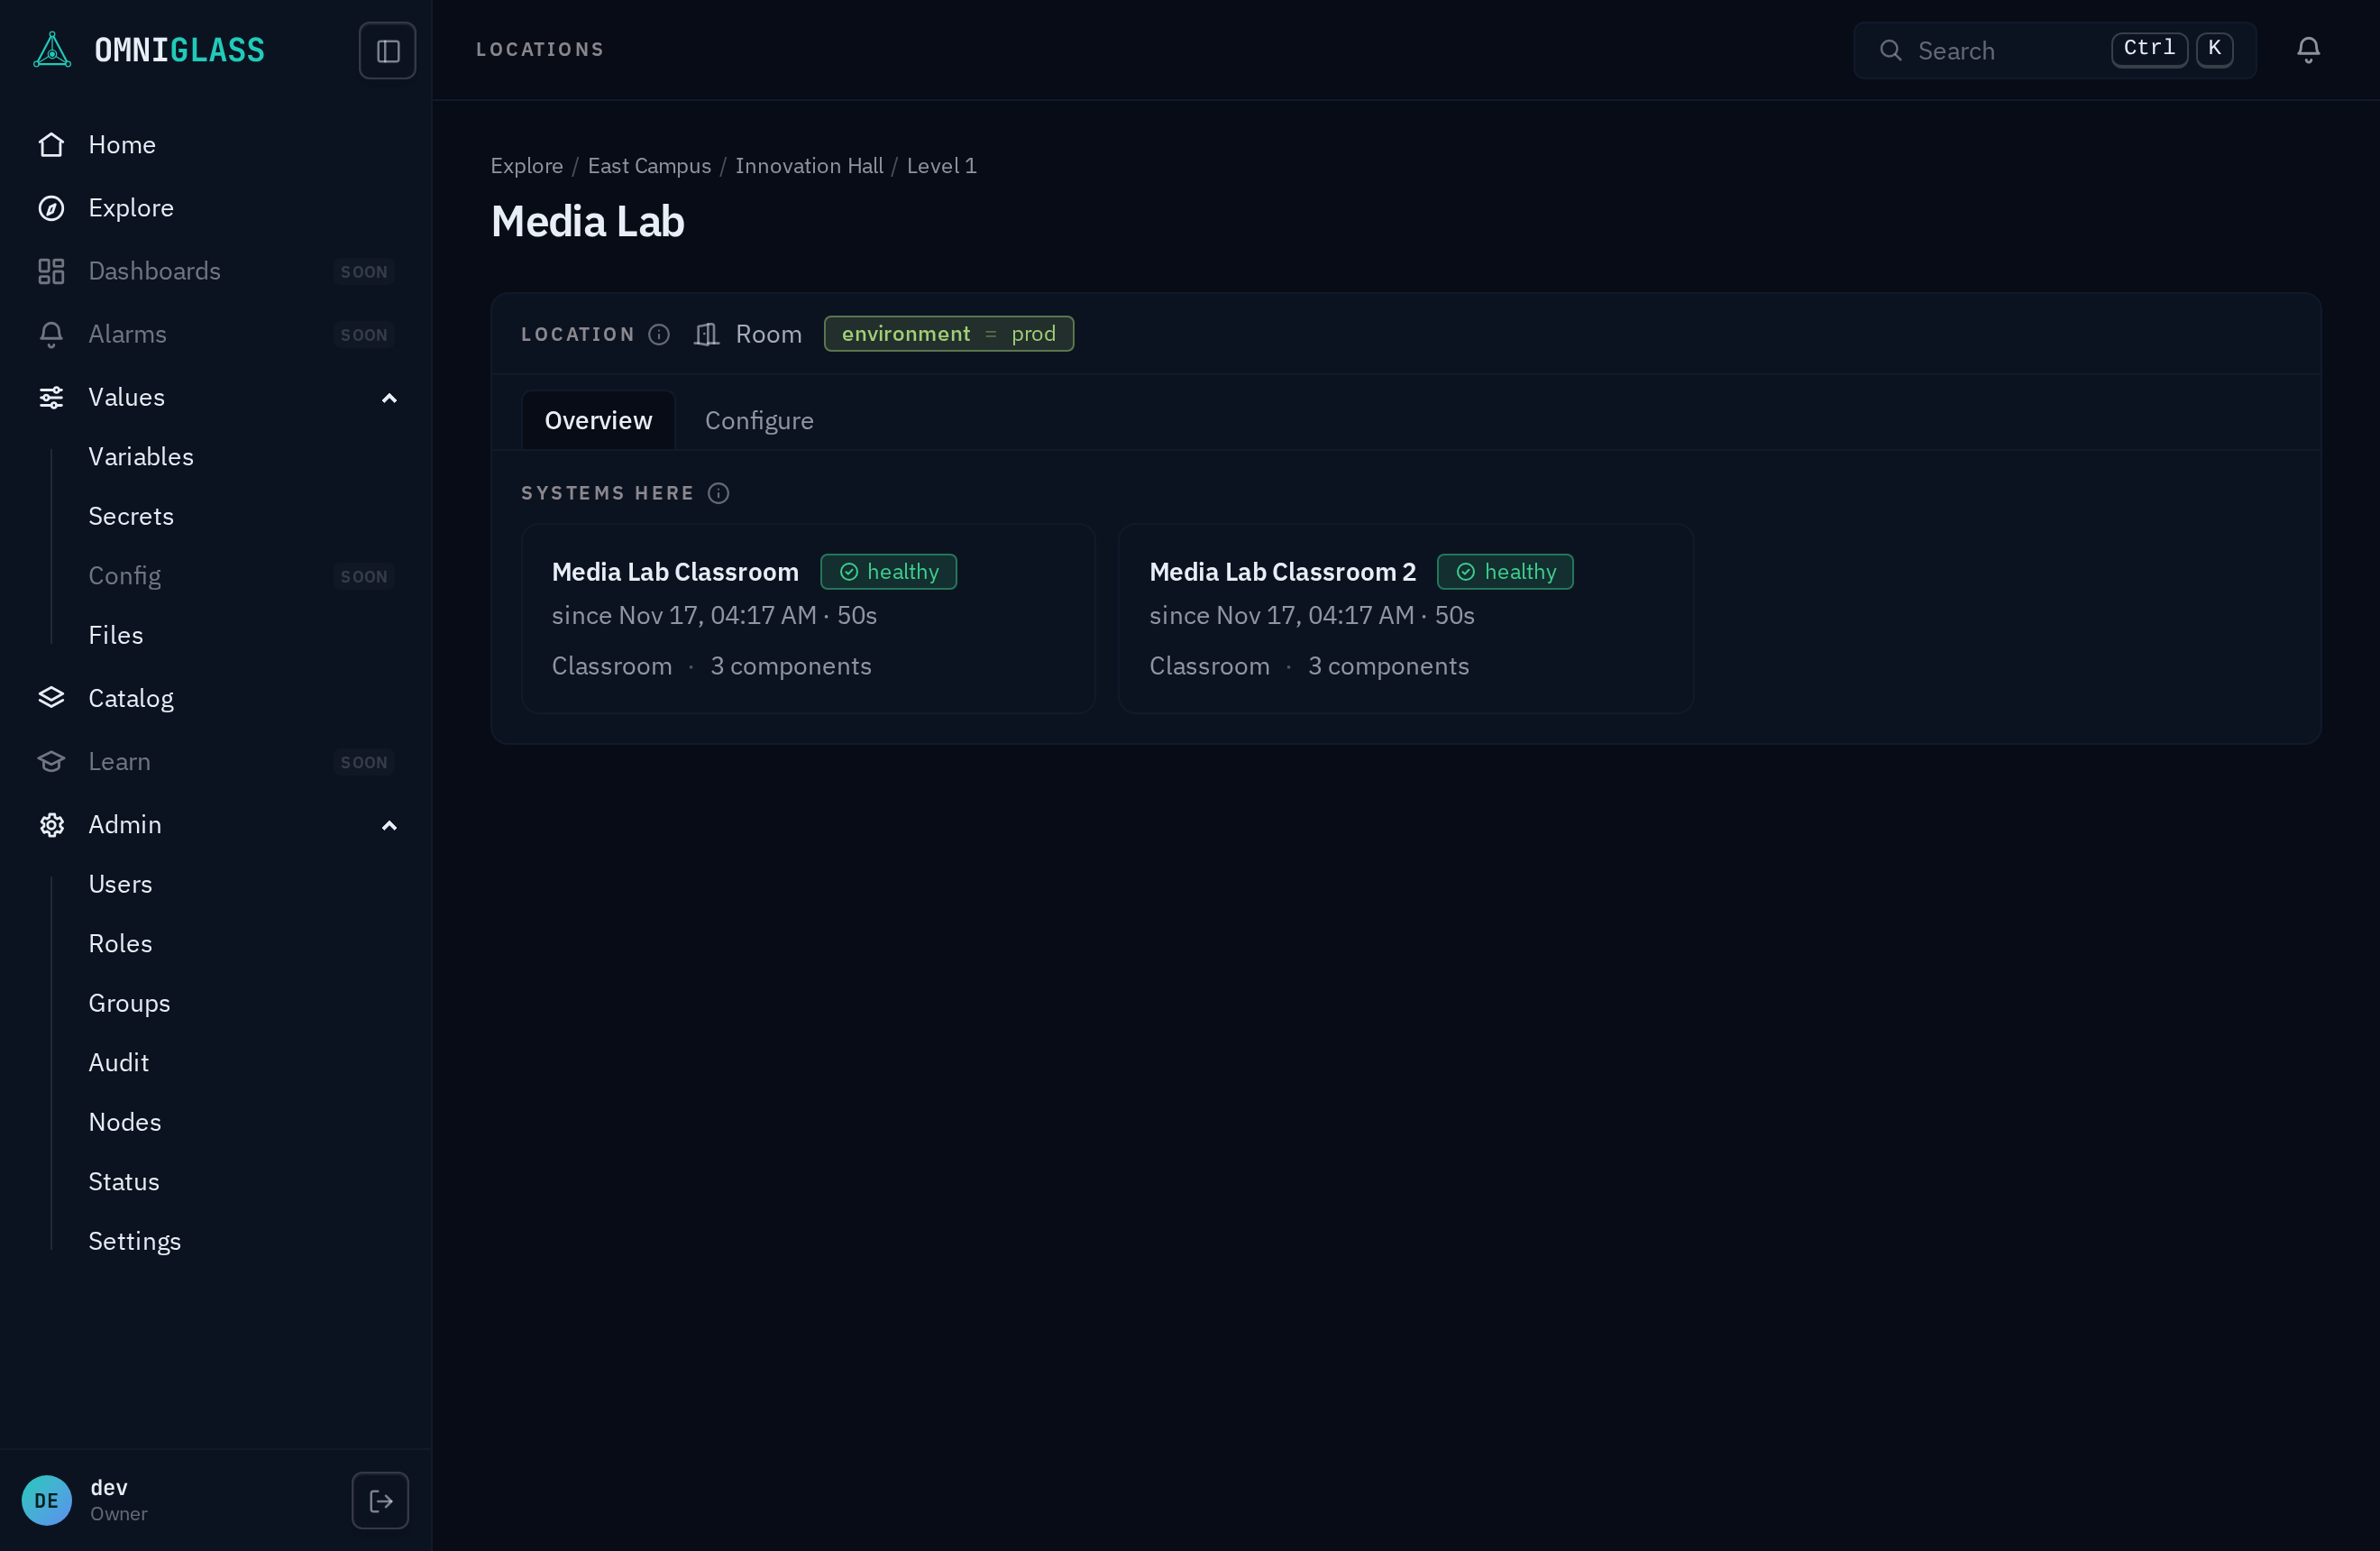 OMNIGLASS
Home
Explore
Dashboards SOON
Alarms SOON
Values
Variables
Secrets
Config SOON
Files
Catalog
Learn SOON
Admin
Users
Roles
Groups
Audit
Nodes
Status
Settings
DE dev
Owner
LOCATIONS
Search Ctrl K
Explore / East Campus / Innovation Hall / Level 1
Media Lab
LOCATION Room environment = prod
Overview Configure
SYSTEMS HERE
Media Lab Classroom healthy
since Nov 17, 04:17 AM · 50s
Classroom · 3 components
Media Lab Classroom 2 healthy
since Nov 17, 04:17 AM · 50s
Classroom · 3 components